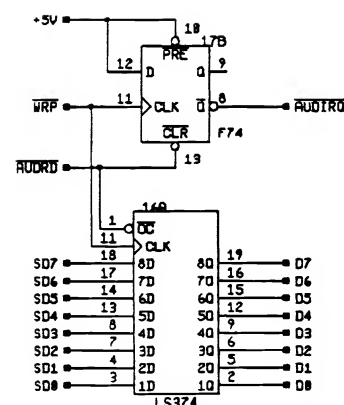 +5V 10 17B
PRE
12 D Q 9
WRP 11 CLK Q 8 AUDIRQ
CLR F74
AUDRD 13
16Q
1 OC
11 CLK
SD7 18 8D 8Q 19 D7
SD6 17 7D 7Q 16 D6
SD5 14 6D 6Q 15 D5
SD4 13 5D 5Q 12 D4
SD3 8 4D 4Q 9 D3
SD2 7 3D 3Q 6 D2
SD1 4 2D 2Q 5 D1
SD0 3 1D 1Q 2 D0
LS374